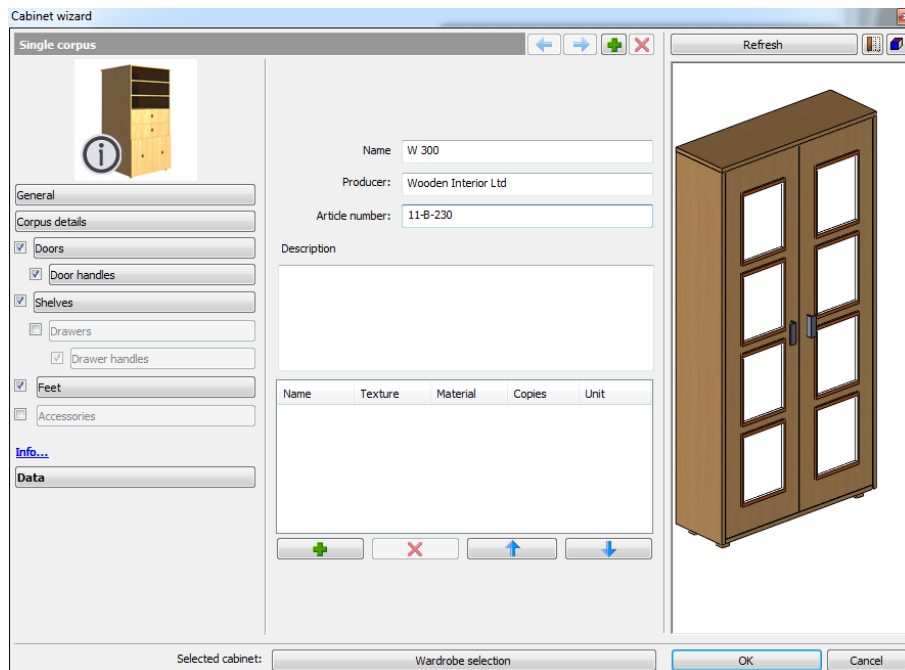 Cabinet wizard
Single corpus
Refresh
General
Corpus details
Doors
Door handles
Shelves
Drawers
Drawer handles
Feet
Accessories
Info...
Data
Name W 300
Producer: Wooden Interior Ltd
Article number: 11-B-230
Description
Name Texture Material Copies Unit
Selected cabinet: Wardrobe selection OK Cancel